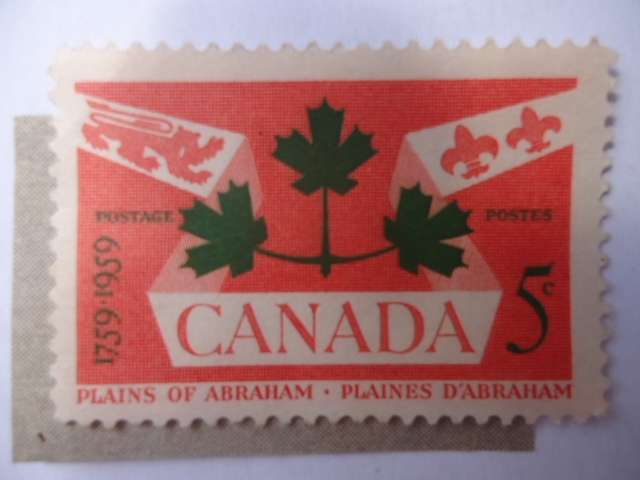 POSTAGE
POSTES
1759·1959
5c
CANADA
PLAINS OF ABRAHAM · PLAINES D'ABRAHAM